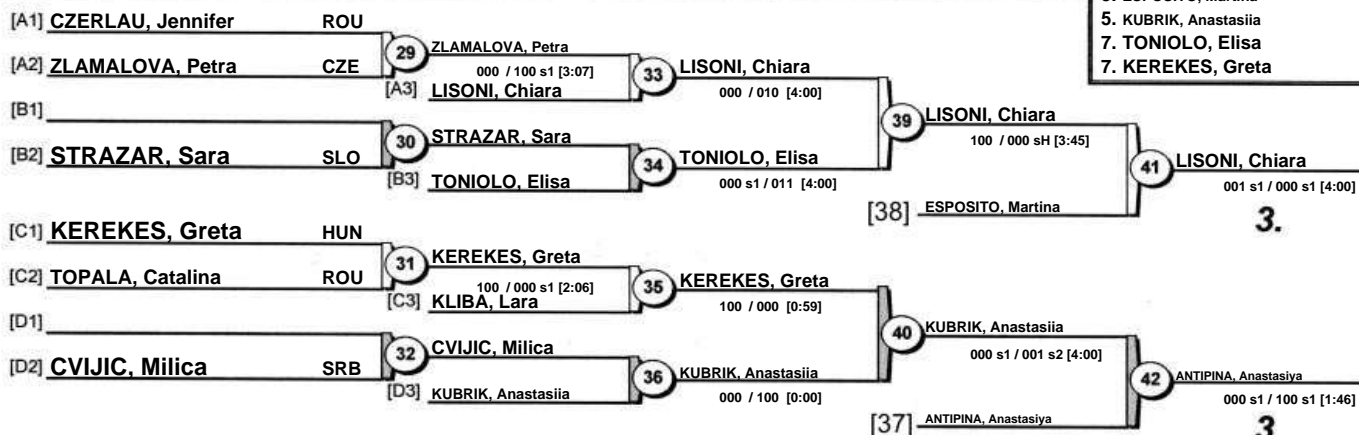 5. KUBRIK, Anastasiia
7. TONIOLO, Elisa
7. KEREKES, Greta
[A1] CZERLAU, Jennifer ROU
[A2] ZLAMALOVA, Petra CZE
29 ZLAMALOVA, Petra
000 / 100 s1 [3:07]
[A3] LISONI, Chiara
33 LISONI, Chiara
000 / 010 [4:00]
[B1]
[B2] STRAZAR, Sara SLO
30 STRAZAR, Sara
[B3] TONIOLO, Elisa
34 TONIOLO, Elisa
000 s1 / 011 [4:00]
39 LISONI, Chiara
100 / 000 sH [3:45]
[38] ESPOSITO, Martina
41 LISONI, Chiara
001 s1 / 000 s1 [4:00]
3.
[C1] KEREKES, Greta HUN
[C2] TOPALA, Catalina ROU
31 KEREKES, Greta
100 / 000 s1 [2:06]
[C3] KLIBA, Lara
35 KEREKES, Greta
100 / 000 [0:59]
[D1]
[D2] CVIJIC, Milica SRB
32 CVIJIC, Milica
[D3] KUBRIK, Anastasiia
36 KUBRIK, Anastasiia
000 / 100 [0:00]
40 KUBRIK, Anastasiia
000 s1 / 001 s2 [4:00]
[37] ANTIPINA, Anastasiya
42 ANTIPINA, Anastasiya
000 s1 / 100 s1 [1:46]
3